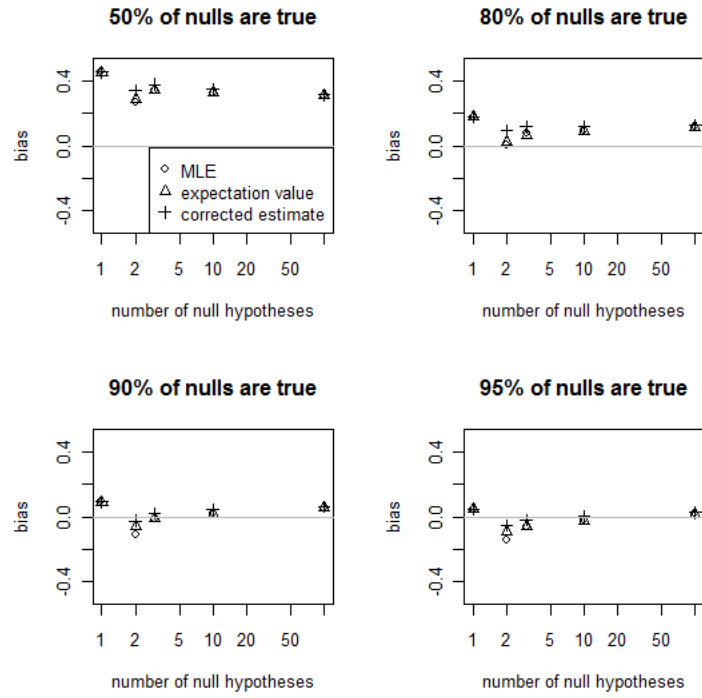 50% of nulls are true
bias
0.4
0.0
-0.4
MLE
expectation value
corrected estimate
1 2 5 10 20 50
number of null hypotheses
80% of nulls are true
bias
0.4
0.0
-0.4
1 2 5 10 20 50
number of null hypotheses
90% of nulls are true
bias
0.4
0.0
-0.4
1 2 5 10 20 50
number of null hypotheses
95% of nulls are true
bias
0.4
0.0
-0.4
1 2 5 10 20 50
number of null hypotheses